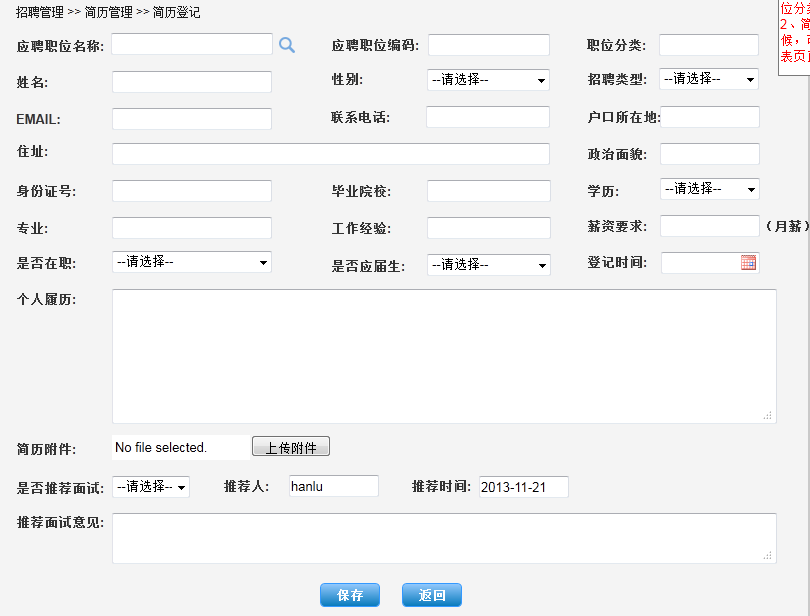 招聘管理 >> 简历管理 >> 简历登记
位分类
2、简
候，可
表页面
应聘职位名称: 应聘职位编码: 职位分类:
姓名: 性别: --请选择-- 招聘类型: --请选择--
EMAIL: 联系电话: 户口所在地:
住址: 政治面貌:
身份证号: 毕业院校: 学历: --请选择--
专业: 工作经验: 薪资要求: （月薪）
是否在职: --请选择-- 是否应届生: --请选择-- 登记时间:
个人履历:
简历附件: No file selected. 上传附件
是否推荐面试: --请选择-- 推荐人: hanlu 推荐时间: 2013-11-21
推荐面试意见:
保存 返回